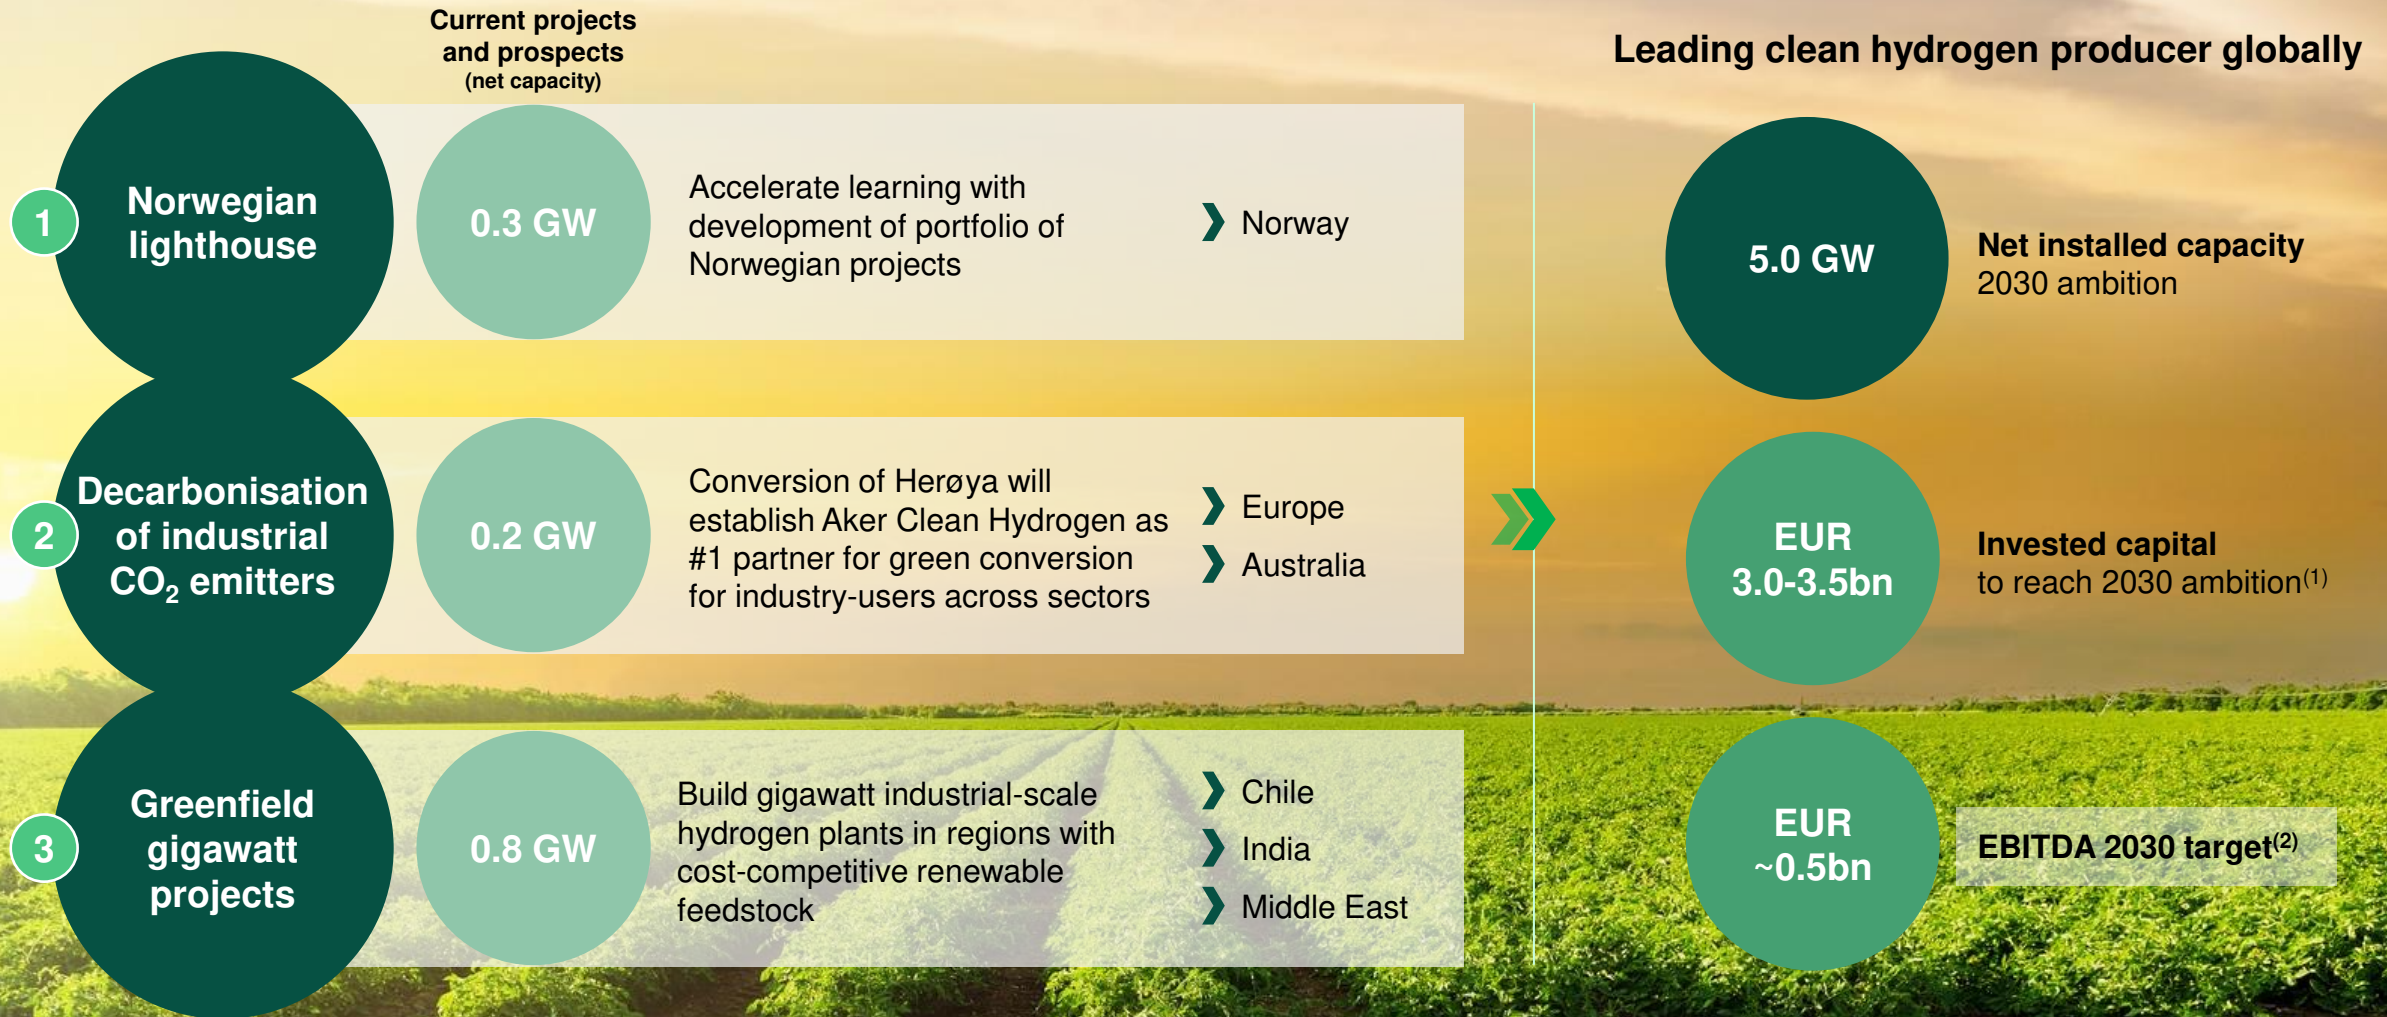 Current projects
and prospects
(net capacity)
Leading clean hydrogen producer globally
1
Norwegian
lighthouse
0.3 GW
Accelerate learning with
development of portfolio of
Norwegian projects
Norway
2
Decarbonisation
of industrial
CO₂ emitters
0.2 GW
Conversion of Herøya will
establish Aker Clean Hydrogen as
#1 partner for green conversion
for industry-users across sectors
Europe
Australia
3
Greenfield
gigawatt
projects
0.8 GW
Build gigawatt industrial-scale
hydrogen plants in regions with
cost-competitive renewable
feedstock
Chile
India
Middle East
5.0 GW
Net installed capacity
2030 ambition
EUR
3.0-3.5bn
Invested capital
to reach 2030 ambition⁽¹⁾
EUR
~0.5bn
EBITDA 2030 target⁽²⁾